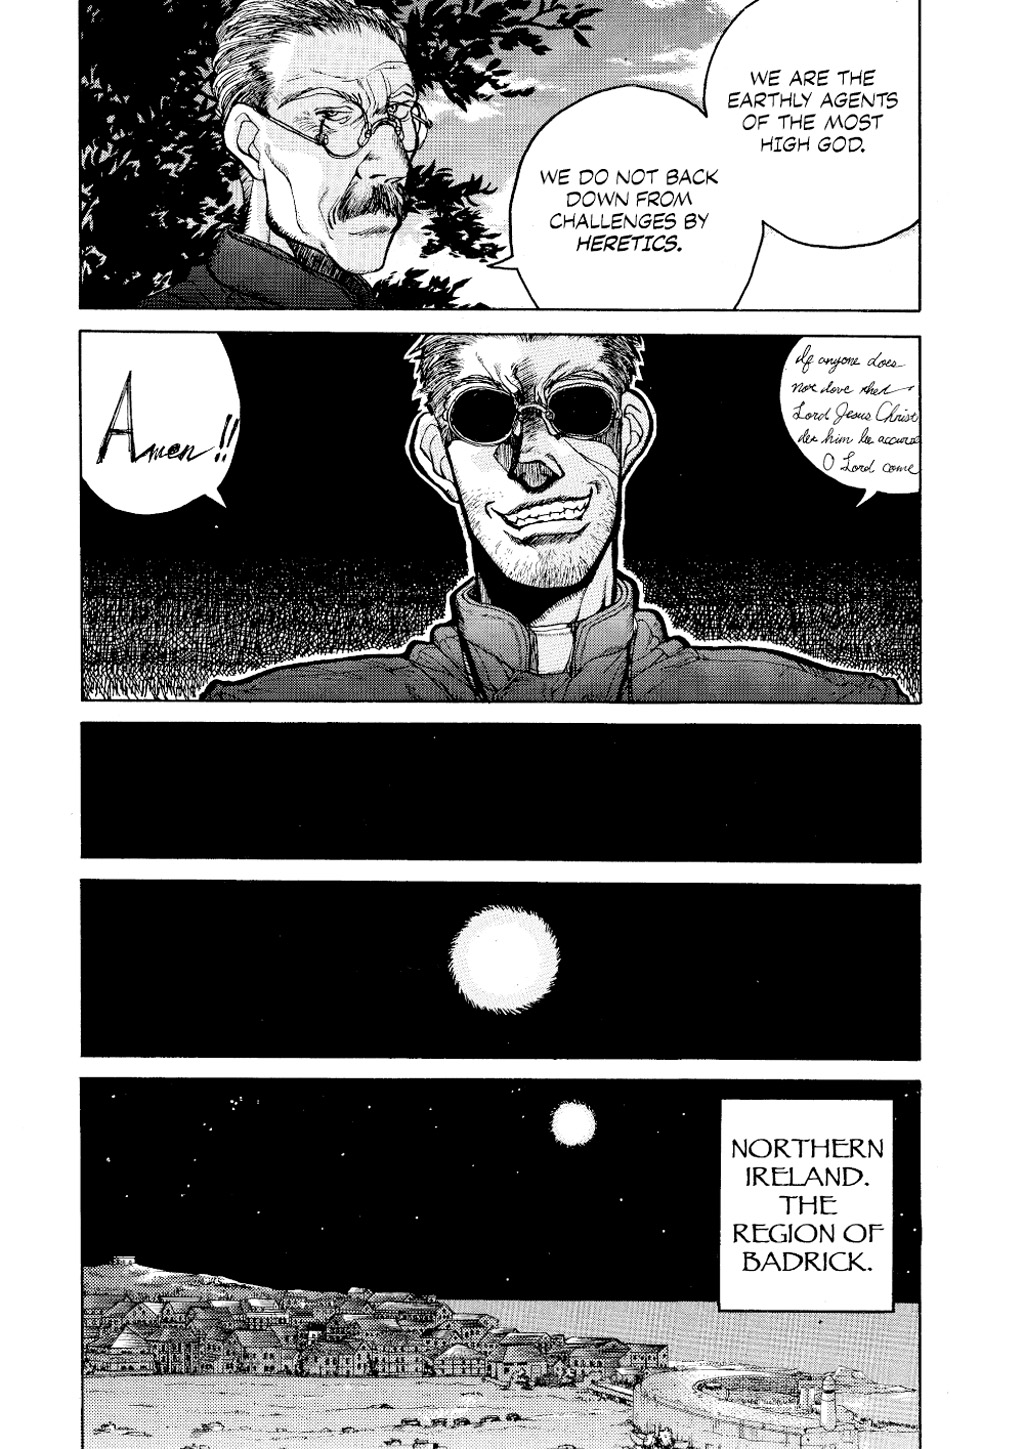 WE ARE THE
EARTHLY AGENTS
OF THE MOST
HIGH GOD.
WE DO NOT BACK
DOWN FROM
CHALLENGES BY
HERETICS.
If anyone does
not love the
Lord Jesus Christ
let him be
O Lord come
Amen!!
NORTHERN
IRELAND.
THE
REGION OF
BADRICK.